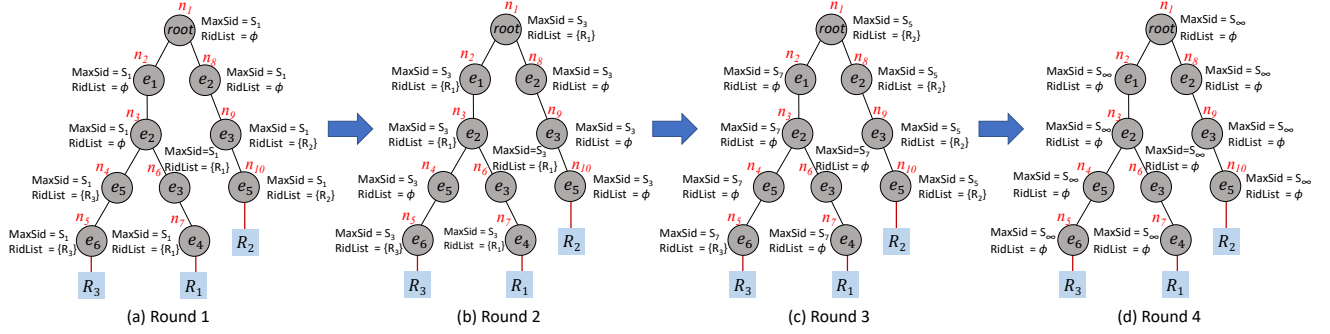 n₁
root
MaxSid = S₁
RidList = ϕ
n₂
e₁
MaxSid = S₁
RidList = ϕ
n₈
e₂
MaxSid = S₁
RidList = ϕ
n₃
e₂
MaxSid = S₁
RidList = ϕ
n₉
e₃
MaxSid = S₁
RidList = {R₂}
n₄
e₅
MaxSid = S₁
RidList = {R₃}
n₆
e₃
MaxSid=S₁
RidList = {R₁}
n₁₀
e₅
MaxSid = S₁
RidList = {R₂}
n₅
e₆
MaxSid = S₁
RidList = {R₃}
n₇
e₄
MaxSid = S₁
RidList = {R₁}
R₂
R₃
R₁
(a) Round 1
n₁
root
MaxSid = S₃
RidList = {R₁}
n₂
e₁
MaxSid = S₃
RidList = {R₁}
n₈
e₂
MaxSid = S₃
RidList = ϕ
n₃
e₂
MaxSid = S₃
RidList = {R₁}
n₉
e₃
MaxSid = S₃
RidList = ϕ
n₄
e₅
MaxSid = S₃
RidList = ϕ
n₆
e₃
MaxSid=S₃
RidList = {R₁}
n₁₀
e₅
MaxSid = S₃
RidList = ϕ
n₅
e₆
MaxSid = S₃
RidList = {R₃}
n₇
e₄
MaxSid = S₃
RidList = {R₁}
R₂
R₃
R₁
(b) Round 2
n₁
root
MaxSid = S₅
RidList = {R₂}
n₂
e₁
MaxSid = S₇
RidList = ϕ
n₈
e₂
MaxSid = S₅
RidList = {R₂}
n₃
e₂
MaxSid = S₇
RidList = ϕ
n₉
e₃
MaxSid = S₅
RidList = {R₂}
n₄
e₅
MaxSid = S₇
RidList = ϕ
n₆
e₃
MaxSid=S₇
RidList = ϕ
n₁₀
e₅
MaxSid = S₅
RidList = {R₂}
n₅
e₆
MaxSid = S₇
RidList = {R₃}
n₇
e₄
MaxSid = S₇
RidList = ϕ
R₂
R₃
R₁
(c) Round 3
n₁
root
MaxSid = S∞
RidList = ϕ
n₂
e₁
MaxSid = S∞
RidList = ϕ
n₈
e₂
MaxSid = S∞
RidList = ϕ
n₃
e₂
MaxSid = S∞
RidList = ϕ
n₉
e₃
MaxSid = S∞
RidList = ϕ
n₄
e₅
MaxSid = S∞
RidList = ϕ
n₆
e₃
MaxSid=S∞
RidList = ϕ
n₁₀
e₅
MaxSid = S∞
RidList = ϕ
n₅
e₆
MaxSid = S∞
RidList = ϕ
n₇
e₄
MaxSid = S∞
RidList = ϕ
R₂
R₃
R₁
(d) Round 4